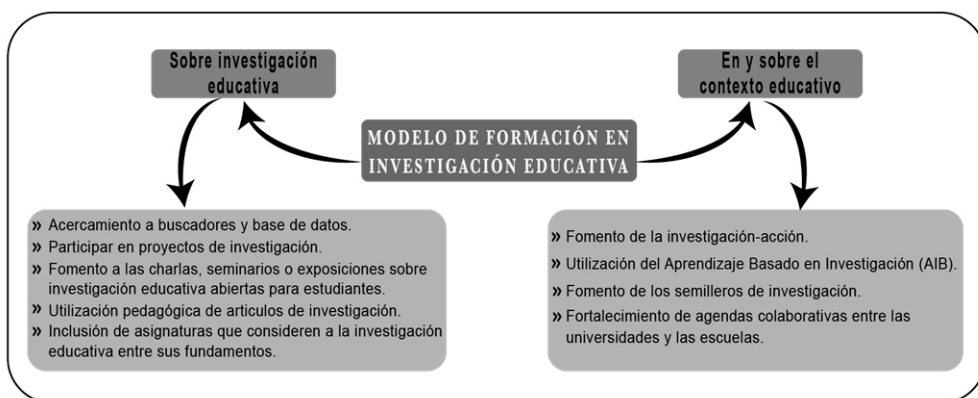 Sobre investigación
educativa
En y sobre el
contexto educativo
MODELO DE FORMACIÓN EN
INVESTIGACIÓN EDUCATIVA
» Acercamiento a buscadores y base de datos.
» Participar en proyectos de investigación.
» Fomento a las charlas, seminarios o exposiciones sobre
investigación educativa abiertas para estudiantes.
» Utilización pedagógica de articulos de investigación.
» Inclusión de asignaturas que consideren a la investigación
educativa entre sus fundamentos.
» Fomento de la investigación-acción.
» Utilización del Aprendizaje Basado en Investigación (AIB).
» Fomento de los semilleros de investigación.
» Fortalecimiento de agendas colaborativas entre las
universidades y las escuelas.